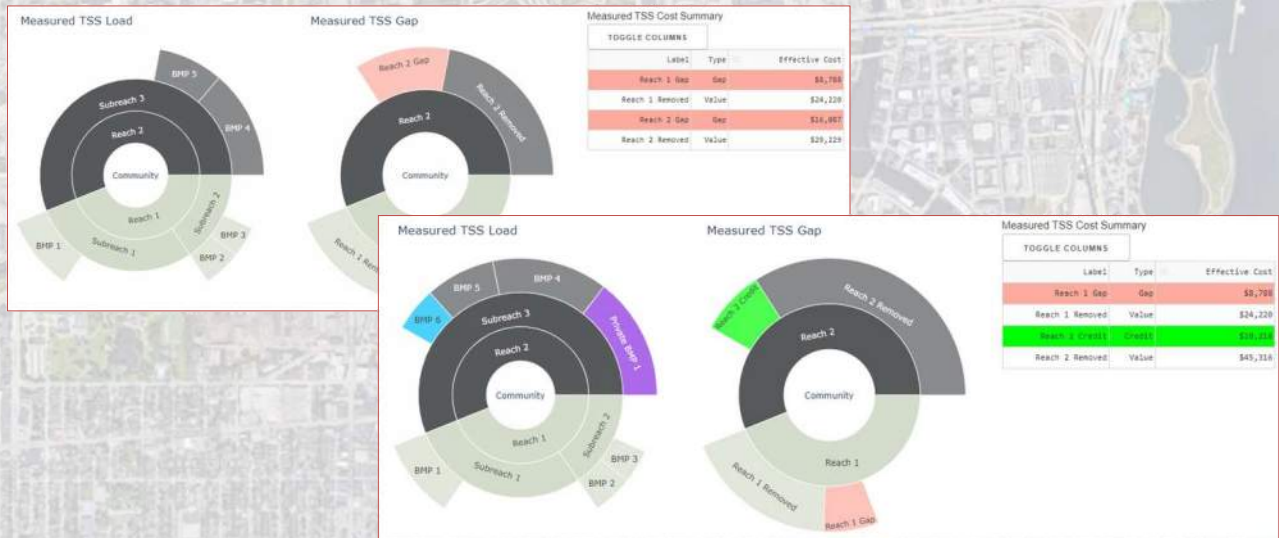 Measured TSS Load
Measured TSS Gap
Measured TSS Cost Summary
TOGGLE COLUMNS
Label Type Effective Cost
Reach 1 Gap Gap $8,788
Reach 1 Removed Value $24,220
Reach 2 Gap Gap
Reach 2 Removed Value $29,229
BMP 5
BMP 4
Subreach 3
Reach 2
Community
Reach 1
Subreach 2
Subreach 1
BMP 1
BMP 3
BMP 2
Reach 2 Gap
Reach 2 Removed
Reach 2
Community
Reach 1
Measured TSS Load
Measured TSS Gap
Measured TSS Cost Summary
TOGGLE COLUMNS
Label Type Effective Cost
Reach 1 Gap Gap $8,788
Reach 1 Removed Value $24,220
Reach 2 Credit Credit
Reach 2 Removed Value $45,316
BMP 6
BMP 5
BMP 4
Private BMP 1
Subreach 3
Reach 2
Community
Reach 1
Subreach 2
Subreach 1
BMP 1
BMP 3
BMP 2
Reach 2 Credit
Reach 2 Removed
Reach 2
Community
Reach 1
Reach 1 Removed
Reach 1 Gap